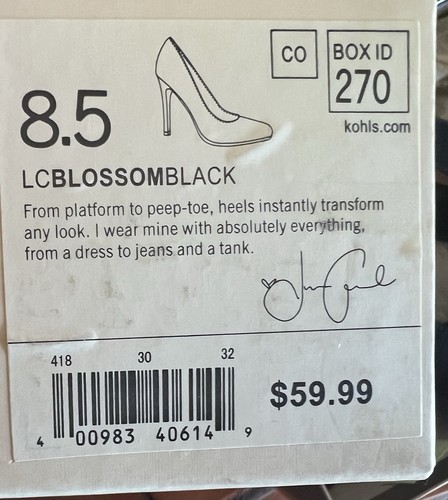 CO
BOX ID
270
kohls.com
8.5
LCBLOSSOMBLACK
From platform to peep-toe, heels instantly transform
any look. I wear mine with absolutely everything,
from a dress to jeans and a tank.
418 30 32
$59.99
4 00983 40614 9